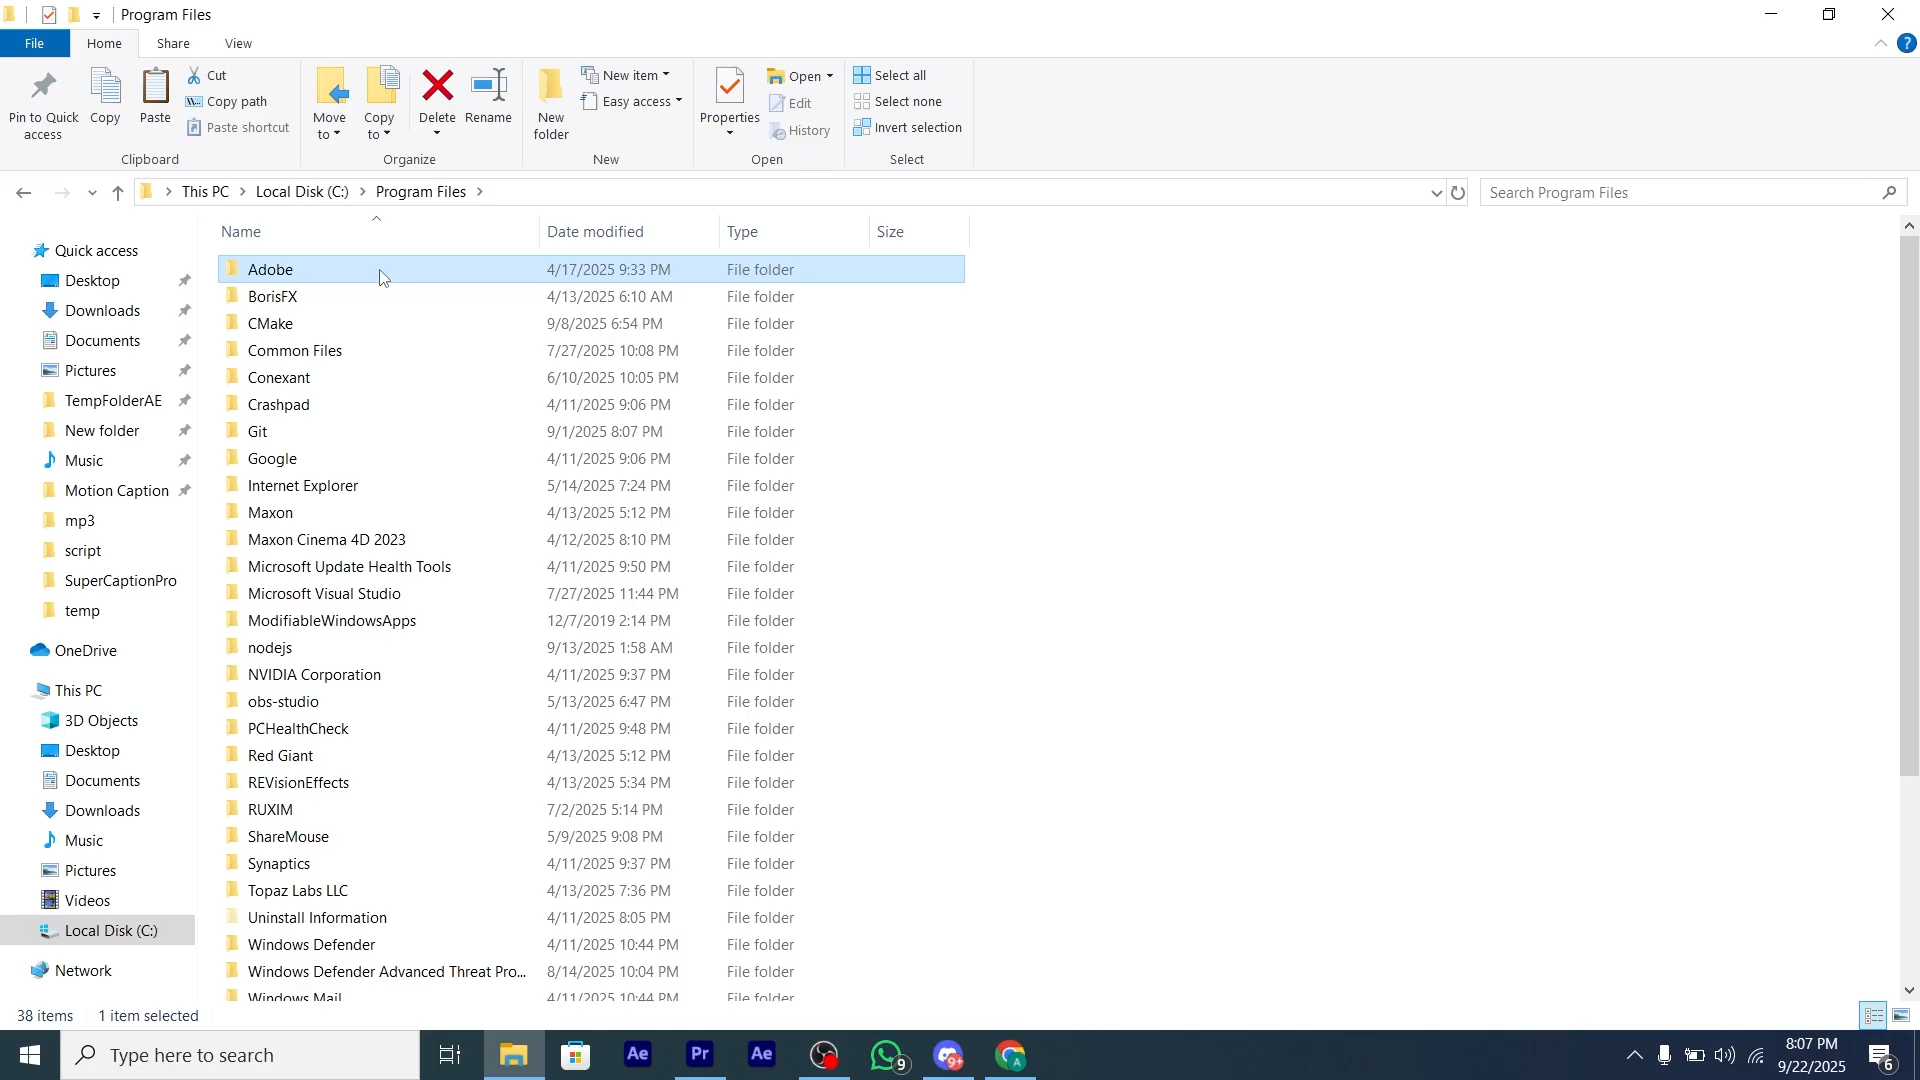 Program Files
File
Home
Share
View
Pin to Quick
access
Copy
Paste
Cut
Copy path
Paste shortcut
Clipboard
Move
to
Copy
to
Delete
Rename
Organize
New
folder
New item
Easy access
New
Properties
Open
Edit
History
Open
Select all
Select none
Invert selection
Select
This PC
Local Disk (C:)
Program Files
Search Program Files
Quick access
Desktop
Downloads
Documents
Pictures
TempFolderAE
New folder
Music
Motion Caption
mp3
script
SuperCaptionPro
temp
OneDrive
This PC
3D Objects
Desktop
Documents
Downloads
Music
Pictures
Videos
Local Disk (C:)
Network
Name Date modified Type Size
Adobe 4/17/2025 9:33 PM File folder
BorisFX 4/13/2025 6:10 AM File folder
CMake 9/8/2025 6:54 PM File folder
Common Files 7/27/2025 10:08 PM File folder
Conexant 6/10/2025 10:05 PM File folder
Crashpad 4/11/2025 9:06 PM File folder
Git 9/1/2025 8:07 PM File folder
Google 4/11/2025 9:06 PM File folder
Internet Explorer 5/14/2025 7:24 PM File folder
Maxon 4/13/2025 5:12 PM File folder
Maxon Cinema 4D 2023 4/12/2025 8:10 PM File folder
Microsoft Update Health Tools 4/11/2025 9:50 PM File folder
Microsoft Visual Studio 7/27/2025 11:44 PM File folder
ModifiableWindowsApps 12/7/2019 2:14 PM File folder
nodejs 9/13/2025 1:58 AM File folder
NVIDIA Corporation 4/11/2025 9:37 PM File folder
obs-studio 5/13/2025 6:47 PM File folder
PCHealthCheck 4/11/2025 9:48 PM File folder
Red Giant 4/13/2025 5:12 PM File folder
REVisionEffects 4/13/2025 5:34 PM File folder
RUXIM 7/2/2025 5:14 PM File folder
ShareMouse 5/9/2025 9:08 PM File folder
Synaptics 4/11/2025 9:37 PM File folder
Topaz Labs LLC 4/13/2025 7:36 PM File folder
Uninstall Information 4/11/2025 8:05 PM File folder
Windows Defender 4/11/2025 10:44 PM File folder
Windows Defender Advanced Threat Pro... 8/14/2025 10:04 PM File folder
Windows Mail 4/11/2025 10:44 PM File folder
38 items 1 item selected
Type here to search
Ae
Pr
Ae
9
9+
A
8:07 PM
9/22/2025
6